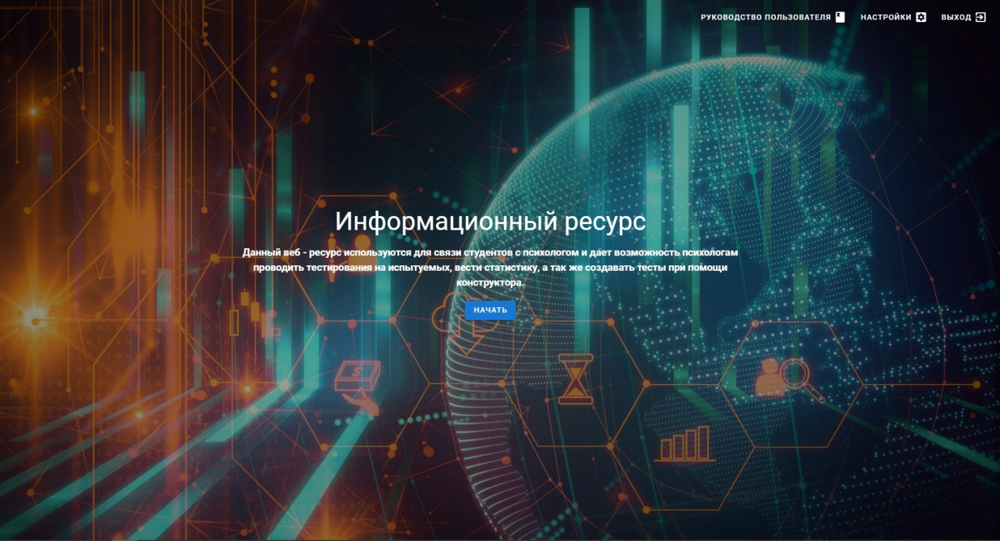 РУКОВОДСТВО ПОЛЬЗОВАТЕЛЯ НАСТРОЙКИ ВЫХОД
Информационный ресурс
Данный веб - ресурс используются для связи студентов с психологом и дает возможность психологам
проводить тестирования на испытуемых, вести статистику, а так же создавать тесты при помощи
конструктора.
НАЧАТЬ